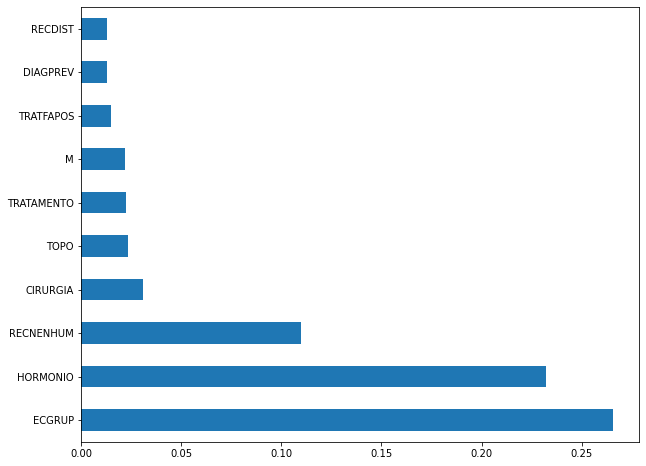 RECDIST
DIAGPREV
TRATFAPOS
M
TRATAMENTO
TOPO
CIRURGIA
RECNENHUM
HORMONIO
ECGRUP
0.00 0.05 0.10 0.15 0.20 0.25